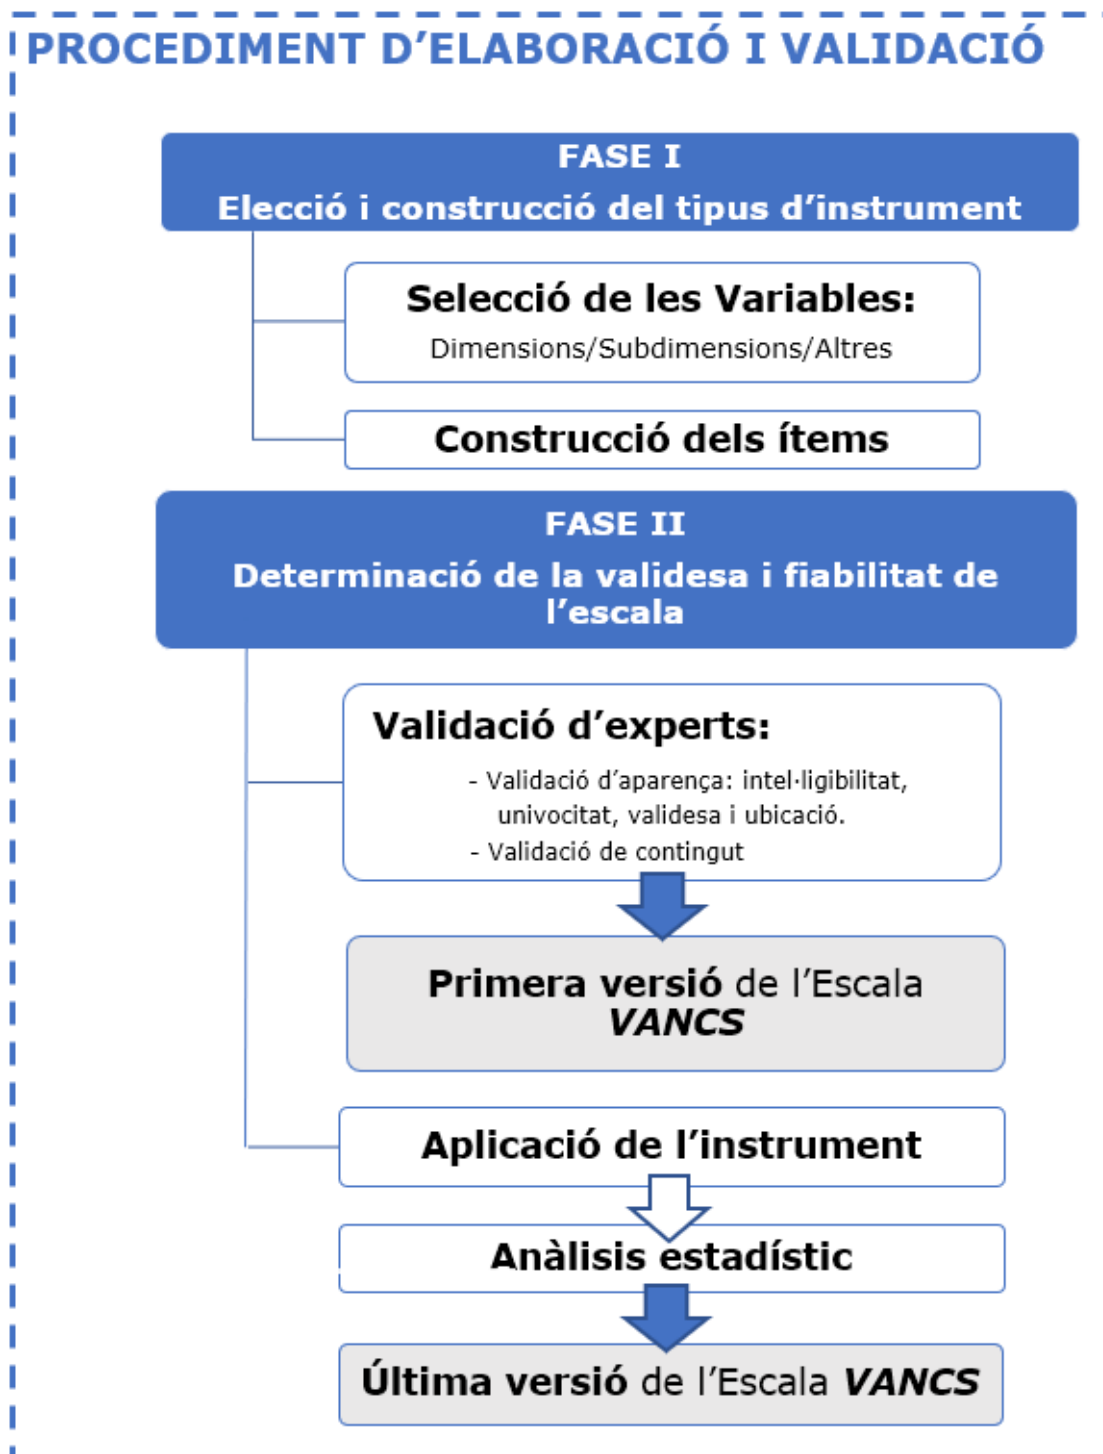 PROCEDIMENT D’ELABORACIÓ I VALIDACIÓ
FASE I
Elecció i construcció del tipus d’instrument
Selecció de les Variables:
Dimensions/Subdimensions/Altres
Construcció dels ítems
FASE II
Determinació de la validesa i fiabilitat de
l’escala
Validació d’experts:
- Validació d’aparença: intel·ligibilitat,
univocitat, validesa i ubicació.
- Validació de contingut
Primera versió de l’Escala
VANCS
Aplicació de l’instrument
Anàlisis estadístic
Última versió de l’Escala VANCS